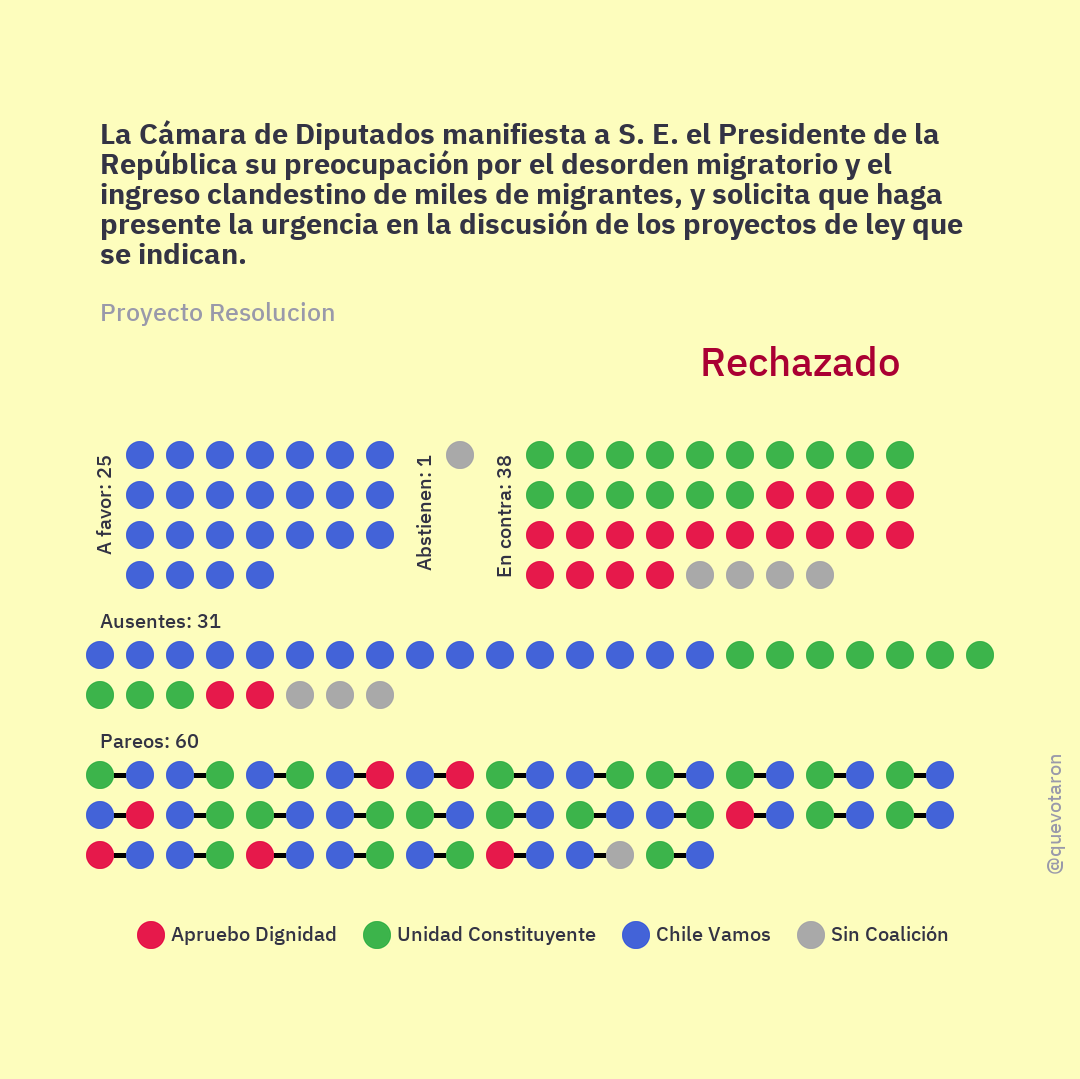 La Cámara de Diputados manifiesta a S. E. el Presidente de la
República su preocupación por el desorden migratorio y el
ingreso clandestino de miles de migrantes, y solicita que haga
presente la urgencia en la discusión de los proyectos de ley que
se indican.
Proyecto Resolucion
Rechazado
A favor: 25
Abstienen: 1
En contra: 38
Ausentes: 31
Pareos: 60
@quevotaron
Apruebo Dignidad
Unidad Constituyente
Chile Vamos
Sin Coalición